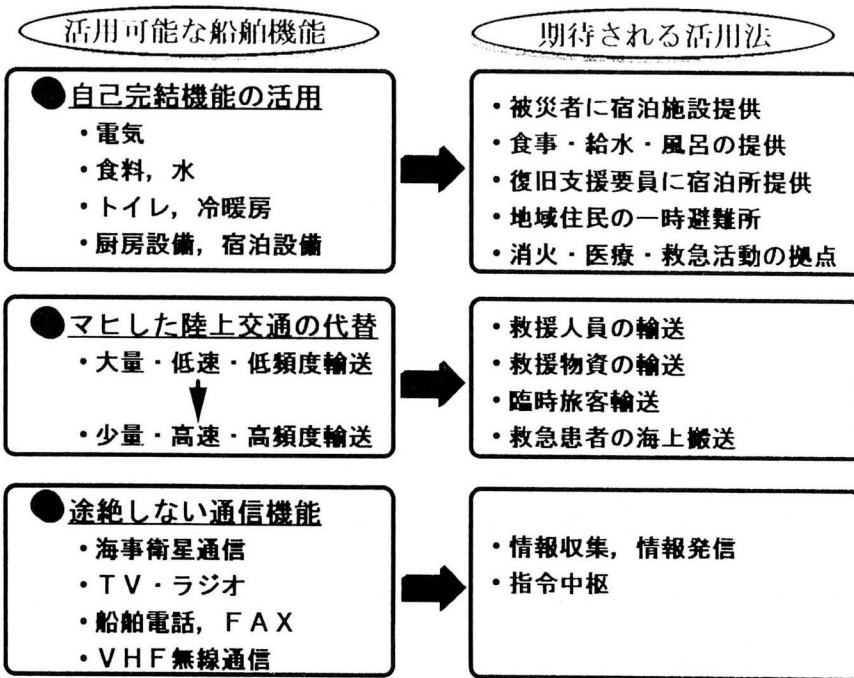 活用可能な船舶機能
期待される活用法
●自己完結機能の活用
・電気
・食料，水
・トイレ，冷暖房
・厨房設備，宿泊設備
・被災者に宿泊施設提供
・食事・給水・風呂の提供
・復旧支援要員に宿泊所提供
・地域住民の一時避難所
・消火・医療・救急活動の拠点
●マヒした陸上交通の代替
・大量・低速・低頻度輸送
・少量・高速・高頻度輸送
・救援人員の輸送
・救援物資の輸送
・臨時旅客輸送
・救急患者の海上搬送
●途絶しない通信機能
・海事衛星通信
・ＴＶ・ラジオ
・船舶電話，ＦＡＸ
・ＶＨＦ無線通信
・情報収集，情報発信
・指令中枢